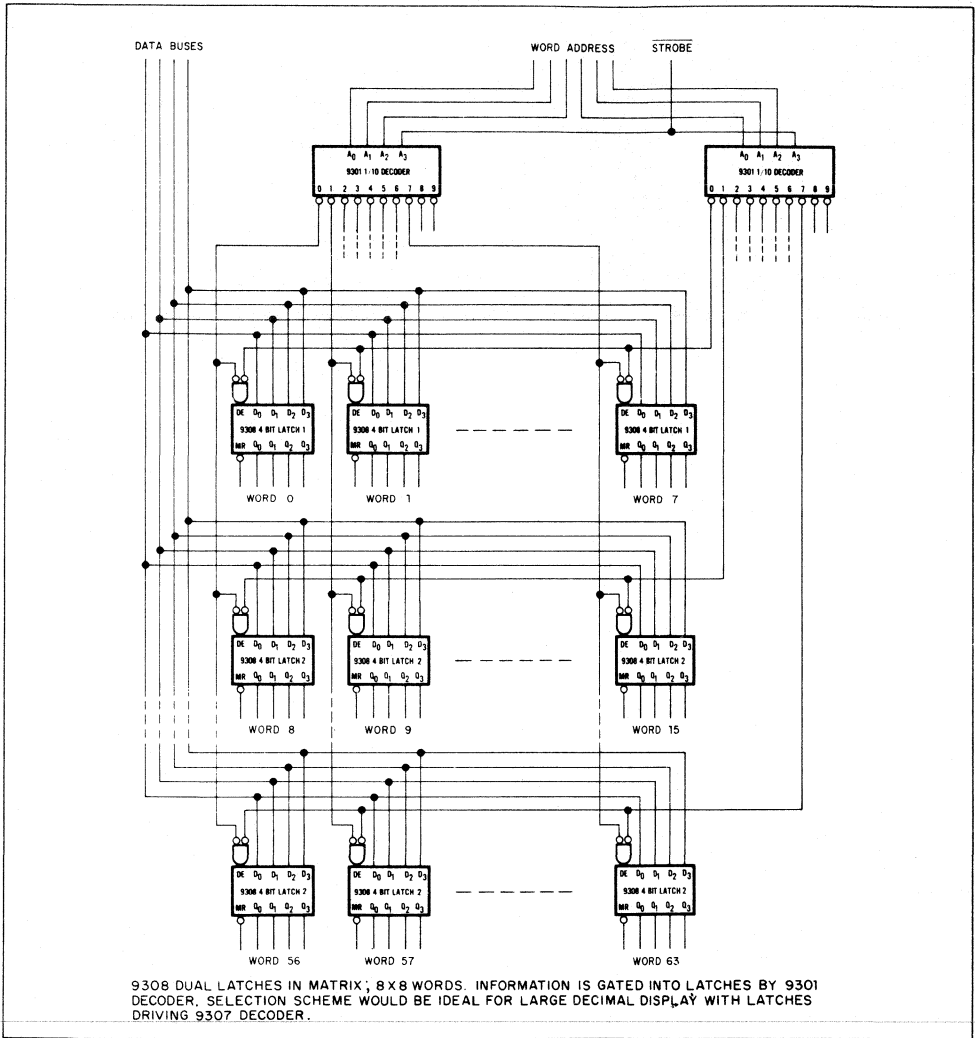 DATA BUSES WORD ADDRESS STROBE
A0 A1 A2 A3 A0 A1 A2 A3
9301 1/10 DECODER 9301 1/10 DECODER
0 1 2 3 4 5 6 7 8 9 0 1 2 3 4 5 6 7 8 9
DE D0 D1 D2 D3 DE D0 D1 D2 D3 DE D0 D1 D2 D3
9308 4 BIT LATCH 1 9308 4 BIT LATCH 1 9308 4 BIT LATCH 1
MR Q0 Q1 Q2 Q3 MR Q0 Q1 Q2 Q3 MR Q0 Q1 Q2 Q3
WORD 0 WORD 1 WORD 7
DE D0 D1 D2 D3 DE D0 D1 D2 D3 DE D0 D1 D2 D3
9308 4 BIT LATCH 2 9308 4 BIT LATCH 2 9308 4 BIT LATCH 2
MR Q0 Q1 Q2 Q3 MR Q0 Q1 Q2 Q3 MR Q0 Q1 Q2 Q3
WORD 8 WORD 9 WORD 15
DE D0 D1 D2 D3 DE D0 D1 D2 D3 DE D0 D1 D2 D3
9308 4 BIT LATCH 2 9308 4 BIT LATCH 2 9308 4 BIT LATCH 2
MR Q0 Q1 Q2 Q3 MR Q0 Q1 Q2 Q3 MR Q0 Q1 Q2 Q3
WORD 56 WORD 57 WORD 63
9308 DUAL LATCHES IN MATRIX, 8X8 WORDS. INFORMATION IS GATED INTO LATCHES BY 9301
DECODER. SELECTION SCHEME WOULD BE IDEAL FOR LARGE DECIMAL DISPLAY WITH LATCHES
DRIVING 9307 DECODER.